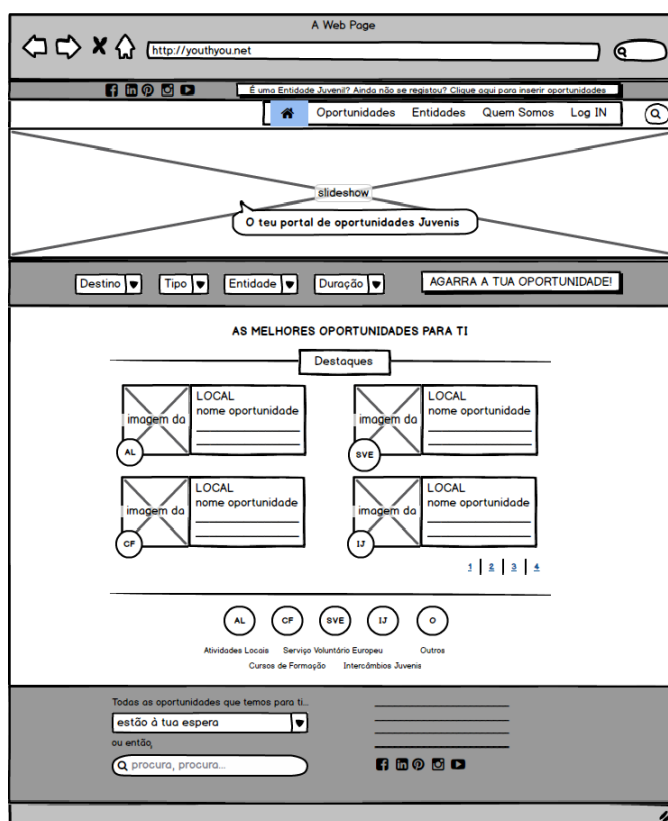 A Web Page
http://youthyou.net
É uma Entidade Juvenil? Ainda não se registou? Clique aqui para inserir oportunidades
Oportunidades Entidades Quem Somos Log IN
slideshow
O teu portal de oportunidades Juvenis
Destino Tipo Entidade Duração AGARRA A TUA OPORTUNIDADE!
AS MELHORES OPORTUNIDADES PARA TI
Destaques
LOCAL
nome oportunidade
imagem da
AL
LOCAL
nome oportunidade
imagem da
SVE
LOCAL
nome oportunidade
imagem da
CF
LOCAL
nome oportunidade
imagem da
IJ
1 2 3 4
AL CF SVE IJ O
Atividades Locais Serviço Voluntário Europeu Outros
Cursos de Formação Intercâmbios Juvenis
Todas as oportunidades que temos para ti...
estão à tua espera
ou então,
procura, procura...